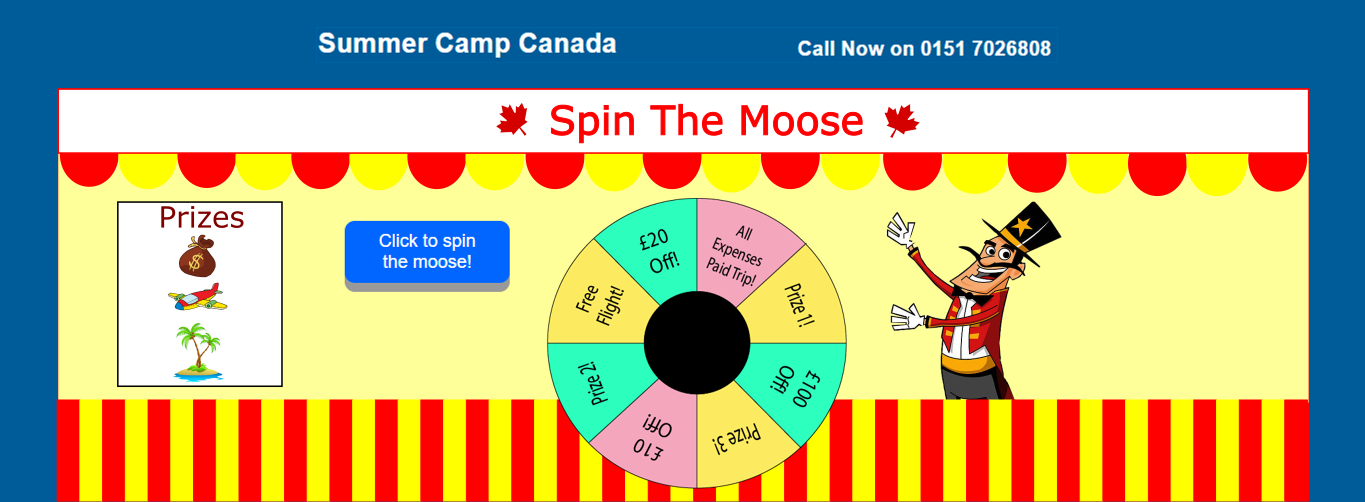 Summer Camp Canada
Call Now on 0151 7026808
Spin The Moose
Prizes
$
Click to spin
the moose!
£20
Off!
All
Expenses
Paid Trip!
Prize 1!
£100
Off!
Prize 3!
£10
Off!
Prize 2!
Free
Flight!